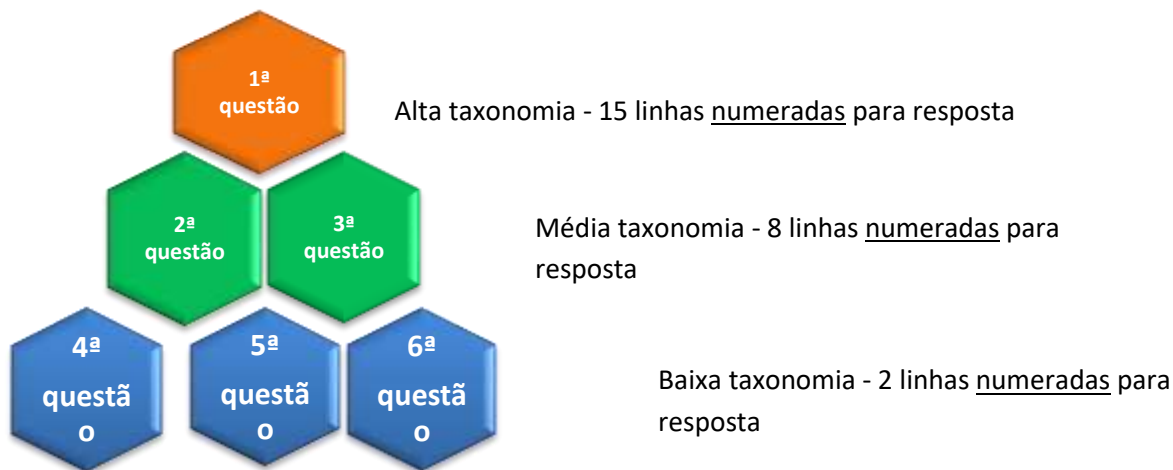 1ª
questão
Alta taxonomia - 15 linhas numeradas para resposta
2ª
questão
3ª
questão
Média taxonomia - 8 linhas numeradas para
resposta
4ª
questã
o
5ª
questã
o
6ª
questã
o
Baixa taxonomia - 2 linhas numeradas para
resposta